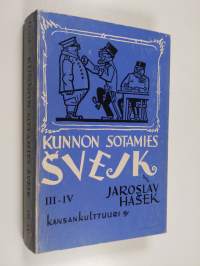 KUNNON SOTAMIES
ŠVEJK
III-IV
JAROSLAV
HAŠEK
KANSANKULTTUURI